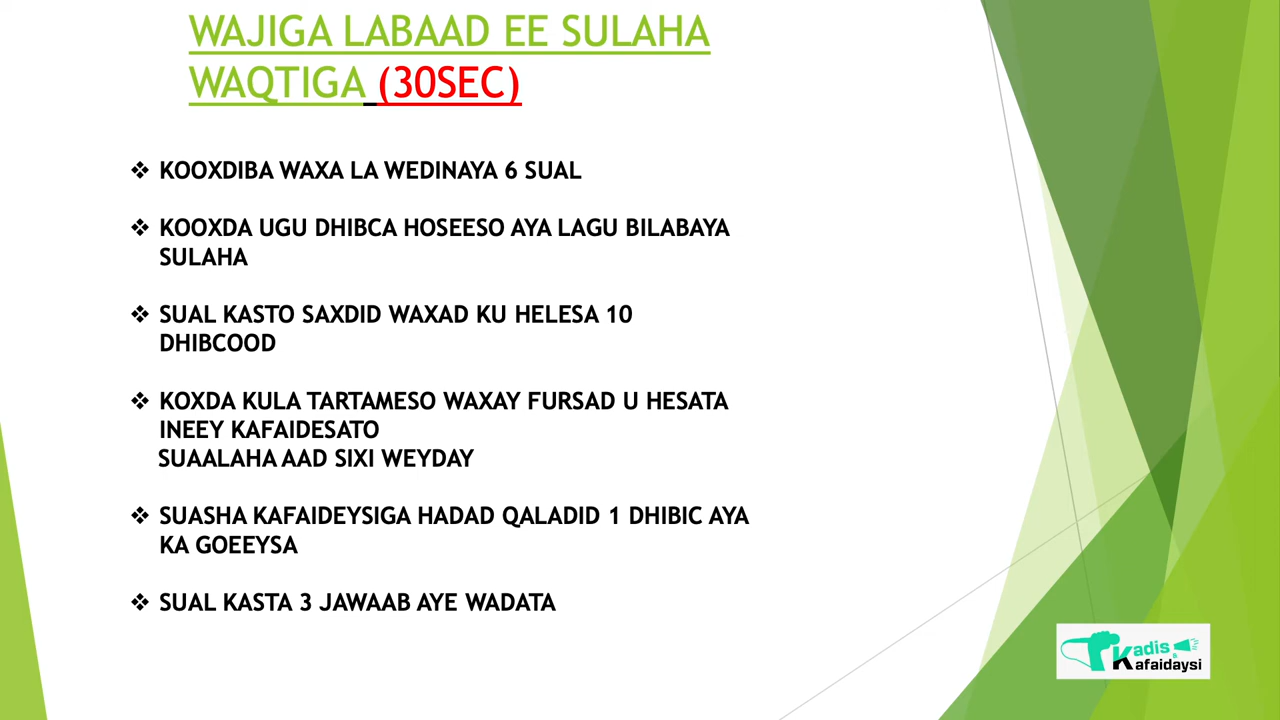 WAJIGA LABAAD EE SULAHA
WAQTIGA (30SEC)
❖ KOOXDIBA WAXA LA WEDINAYA 6 SUAL
❖ KOOXDA UGU DHIBCA HOSEESO AYA LAGU BILABAYA
SULAHA
❖ SUAL KASTO SAXDID WAXAD KU HELESA 10
DHIBCOOD
❖ KOXDA KULA TARTAMESO WAXAY FURSAD U HESATA
INEEY KAFAIDESATO
SUAALAHA AAD SIXI WEYDAY
❖ SUASHA KAFAIDEYSIGA HADAD QALADID 1 DHIBIC AYA
KA GOEEYSA
❖ SUAL KASTA 3 JAWAAB AYE WADATA
Kadis
&
Kafaidaysi